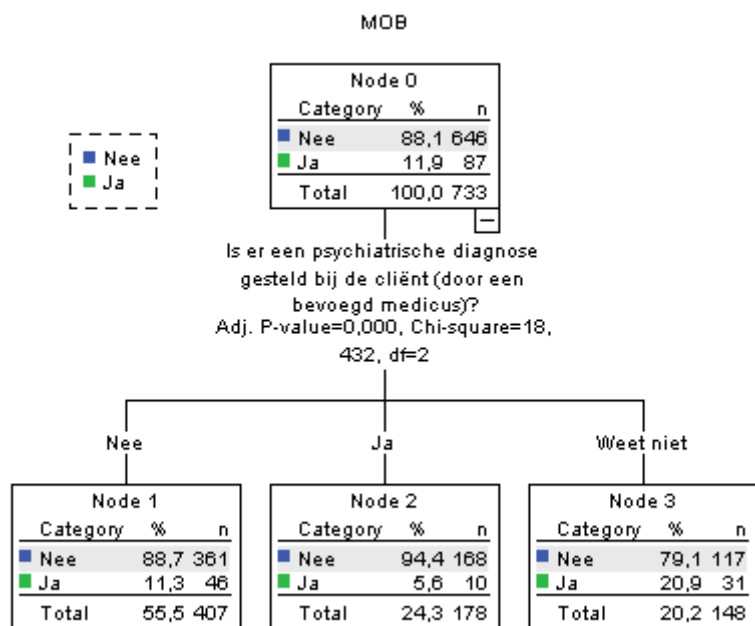 MOB
Node 0
Category % n
Nee 88,1 646
Ja 11,9 87
Total 100,0 733
Nee
Ja
Is er een psychiatrische diagnose
gesteld bij de cliënt (door een
bevoegd medicus)?
Adj. P-value=0,000, Chi-square=18,
432, df=2
Nee
Ja
Weet niet
Node 1
Category % n
Nee 88,7 361
Ja 11,3 46
Total 55,5 407
Node 2
Category % n
Nee 94,4 168
Ja 5,6 10
Total 24,3 178
Node 3
Category % n
Nee 79,1 117
Ja 20,9 31
Total 20,2 148